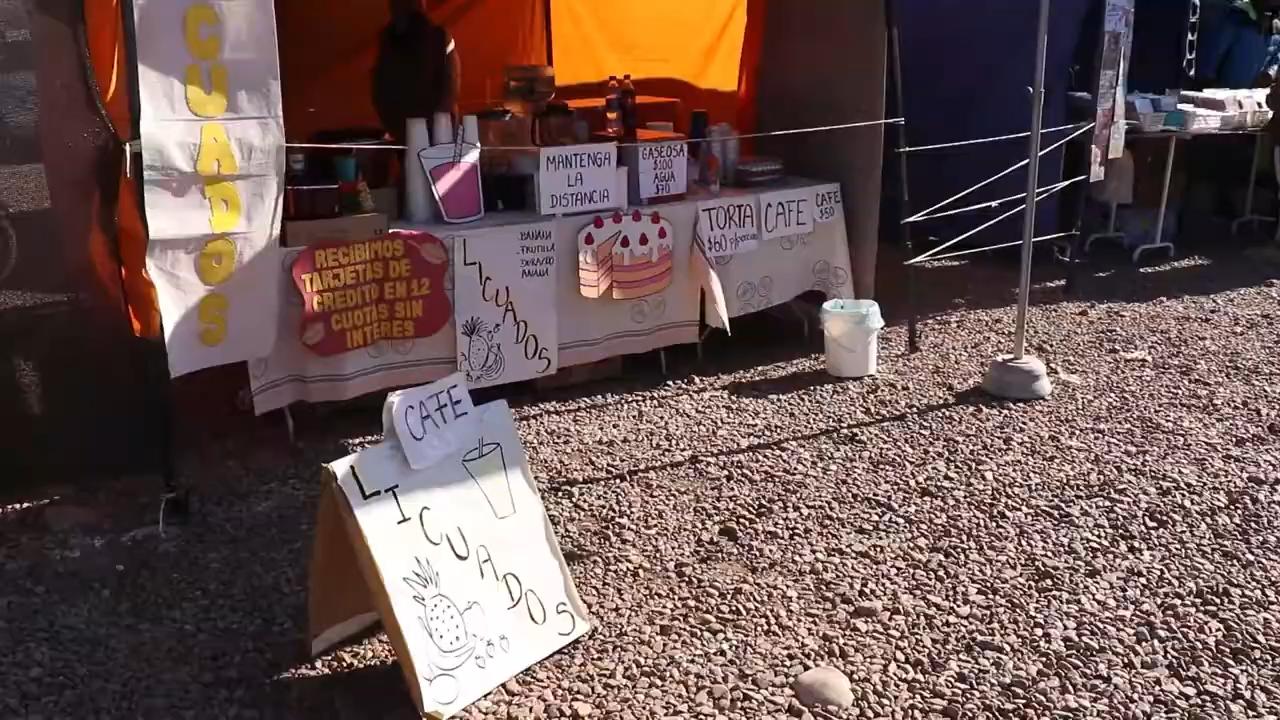 CUADOS
MANTENGA
LA
DISTANCIA
GASEOSA
$100
AGUA
$70
TORTA
$60 p/porcion
CAFE
CAFE
$50
RECIBIMOS
TARJETAS DE
CREDITO EN 12
CUOTAS SIN
INTERES
BANANA
-FRUTILLA
DURAZNO
ANANA
LICUADOS
CAFE
LICUADOS